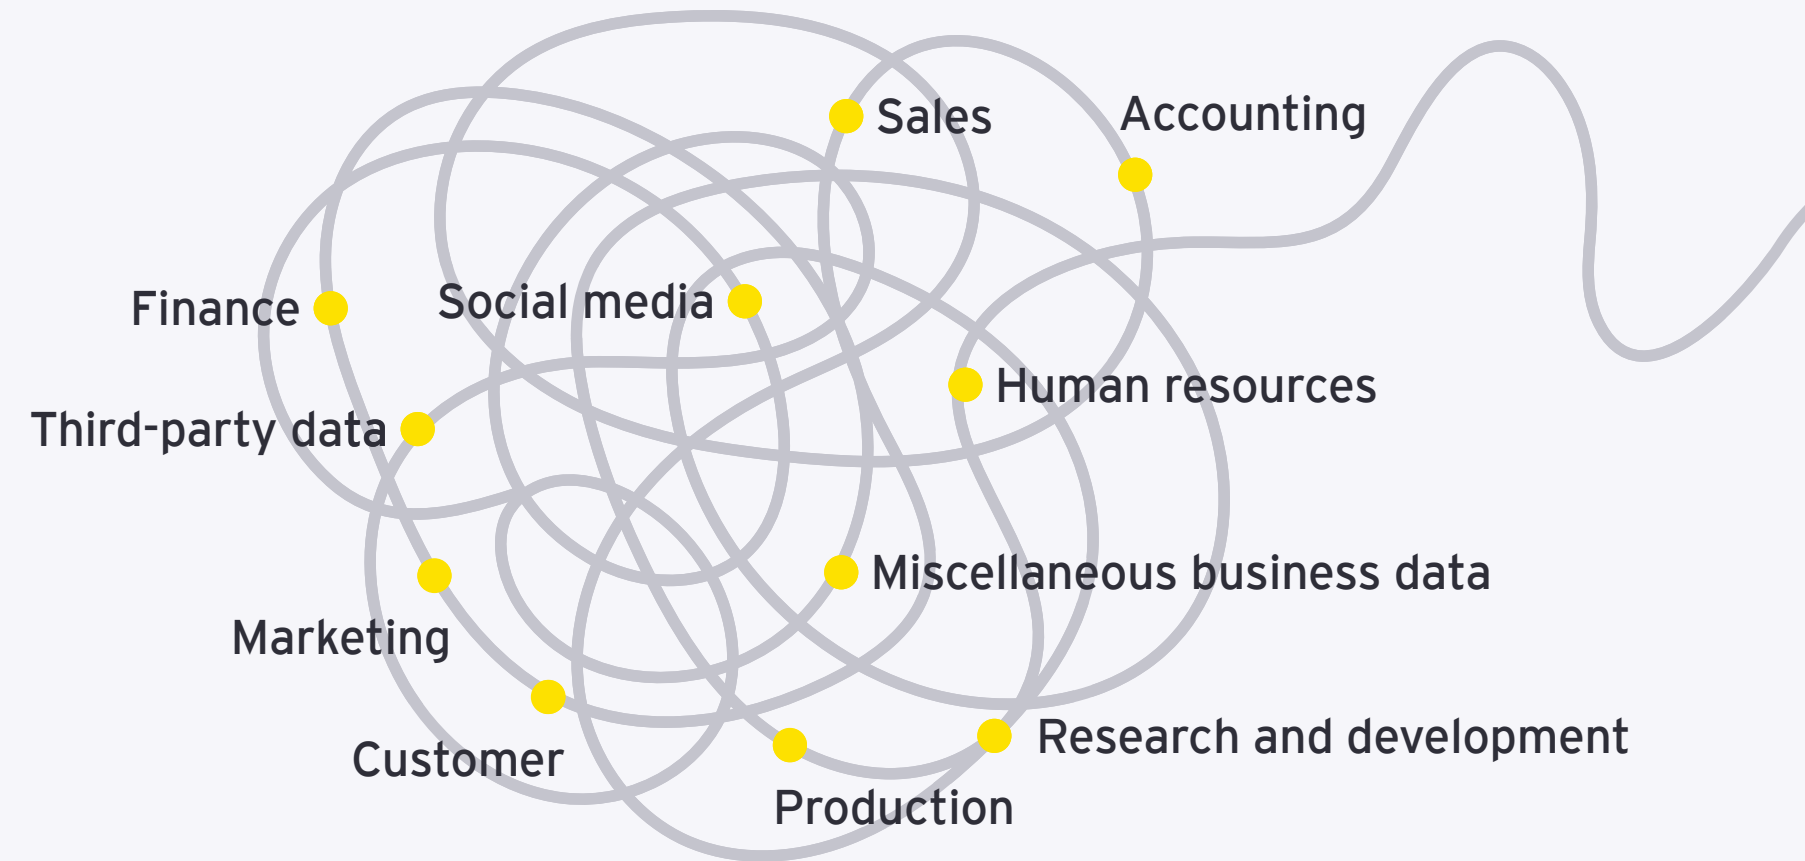 Sales
Accounting
Finance
Social media
Human resources
Third-party data
Miscellaneous business data
Marketing
Customer
Research and development
Production